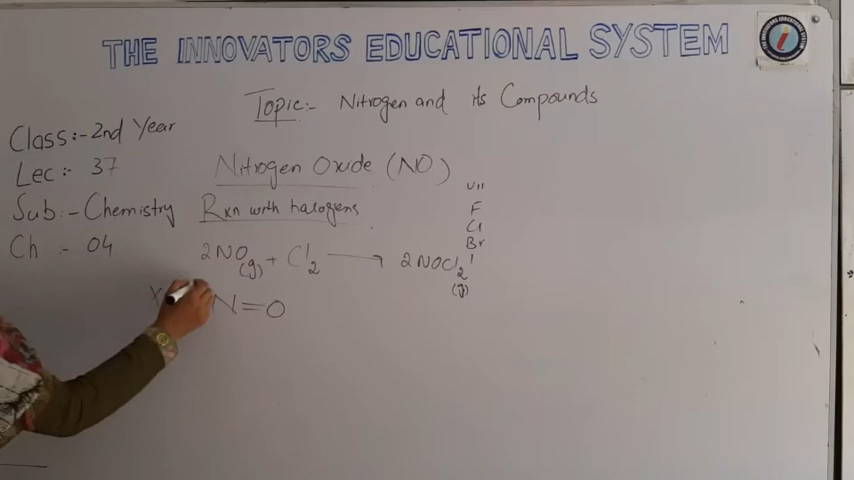 THE INNOVATORS EDUCATIONAL SYSTEM
Topic:- Nitrogen and its Compounds
Class:- 2nd Year
Lec :- 37
Sub :- Chemistry
Ch :- 04
Nitrogen Oxide (NO)
Rxn with halogens
VII
F
Cl
Br
I
2NO(g) + Cl2 → 2NOCl2(g)
X
N=O